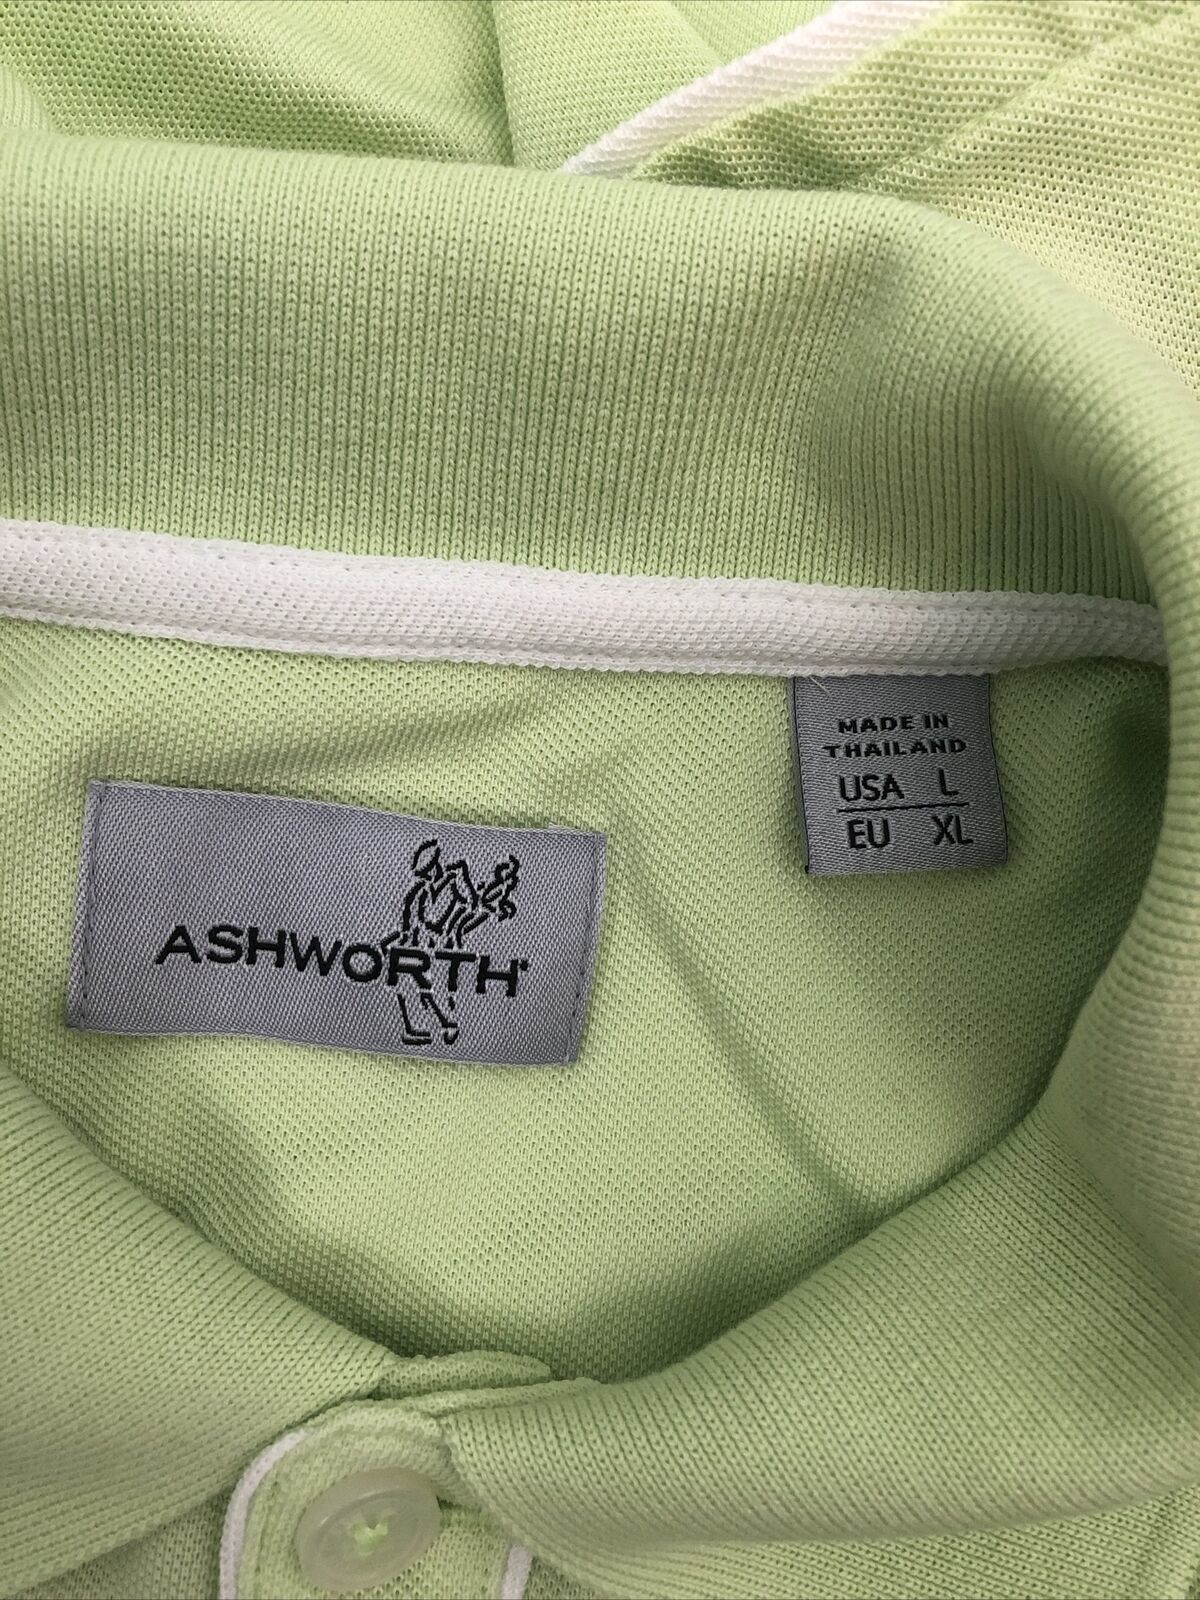 MADE IN
THAILAND
USA L
EU XL
ASHWORTH